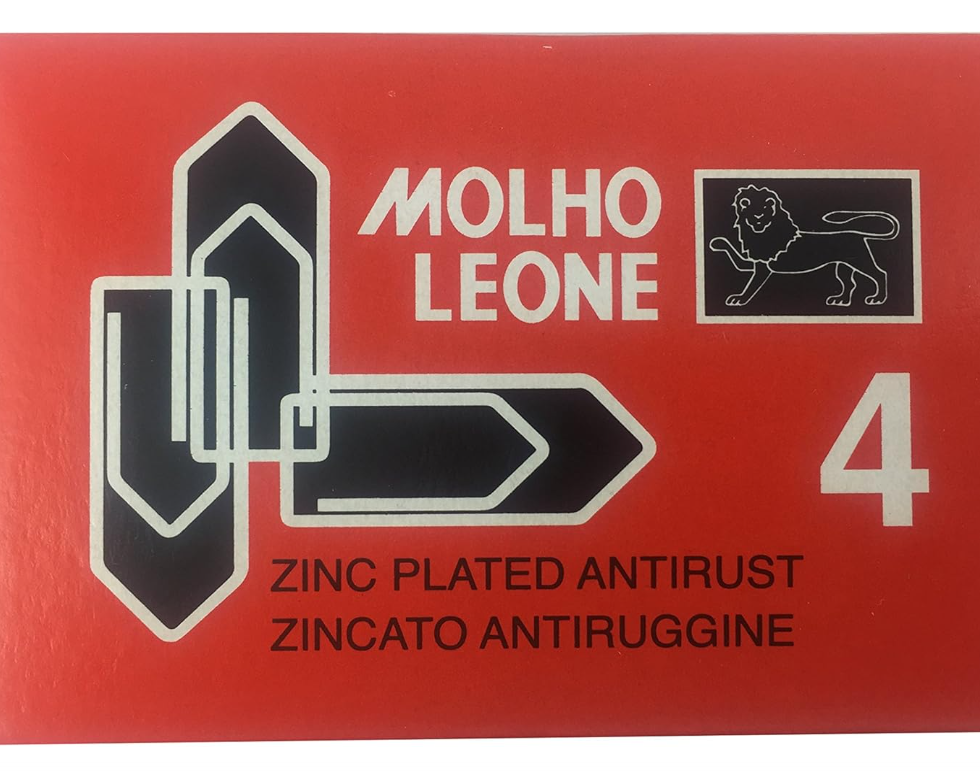 MOLHO
LEONE
4
ZINC PLATED ANTIRUST
ZINCATO ANTIRUGGINE